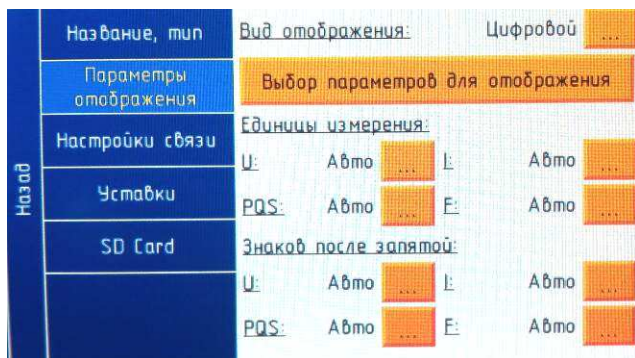 Назад
Название, тип
Параметры
отображения
Настройки связи
Уставки
SD Card
Вид отображения: Цифровой ...
Выбор параметров для отображения
Единицы измерения:
U: Авто ... I: Авто ...
PQS: Авто ... F: Авто ...
Знаков после запятой:
U: Авто ... I: Авто ...
PQS: Авто ... F: Авто ...